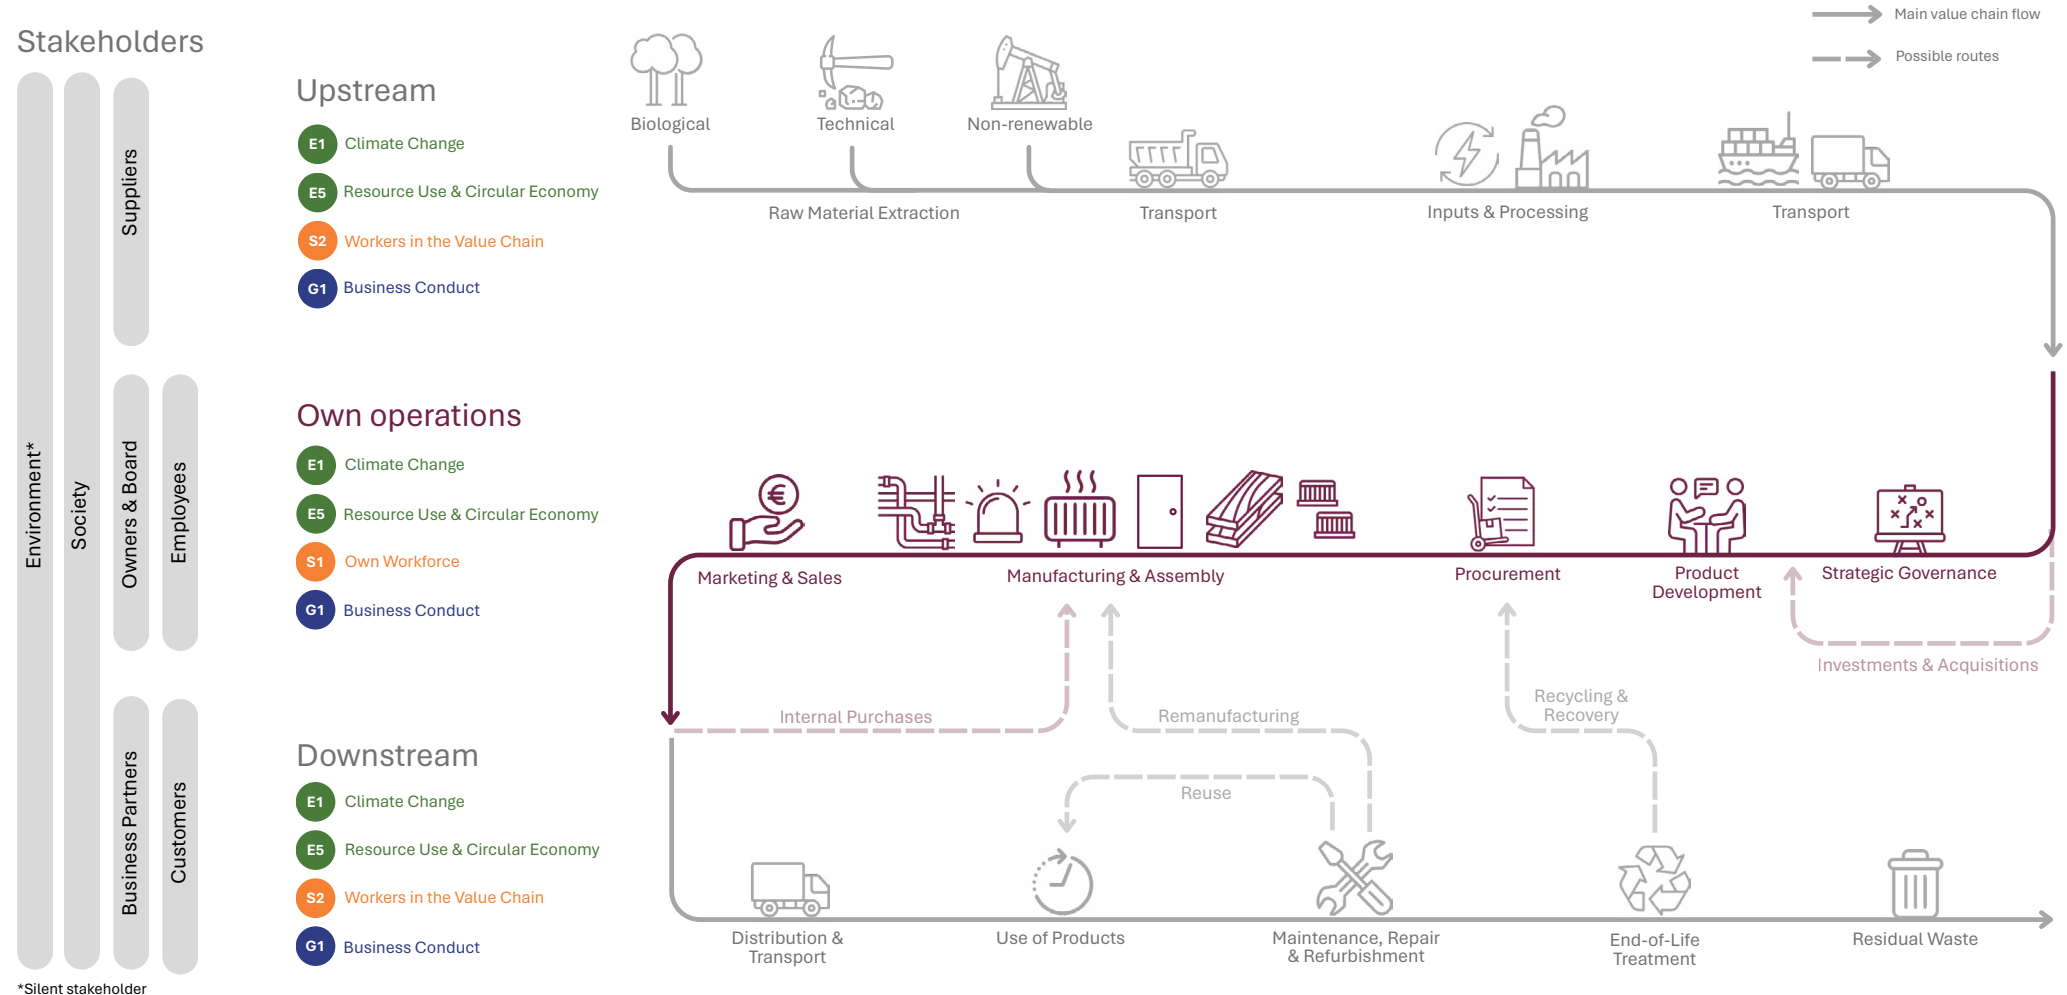 Stakeholders
Environment*
Society
Suppliers
Owners & Board
Employees
Business Partners
Customers
*Silent stakeholder
Main value chain flow
Possible routes
Upstream
E1 Climate Change
E5 Resource Use & Circular Economy
S2 Workers in the Value Chain
G1 Business Conduct
Biological
Technical
Non-renewable
Raw Material Extraction
Transport
Inputs & Processing
Transport
Own operations
E1 Climate Change
E5 Resource Use & Circular Economy
S1 Own Workforce
G1 Business Conduct
€
Marketing & Sales
Manufacturing & Assembly
Procurement
Product
Development
Strategic Governance
Investments & Acquisitions
Internal Purchases
Remanufacturing
Recycling &
Recovery
Reuse
Downstream
E1 Climate Change
E5 Resource Use & Circular Economy
S2 Workers in the Value Chain
G1 Business Conduct
Distribution &
Transport
Use of Products
Maintenance, Repair
& Refurbishment
End-of-Life
Treatment
Residual Waste